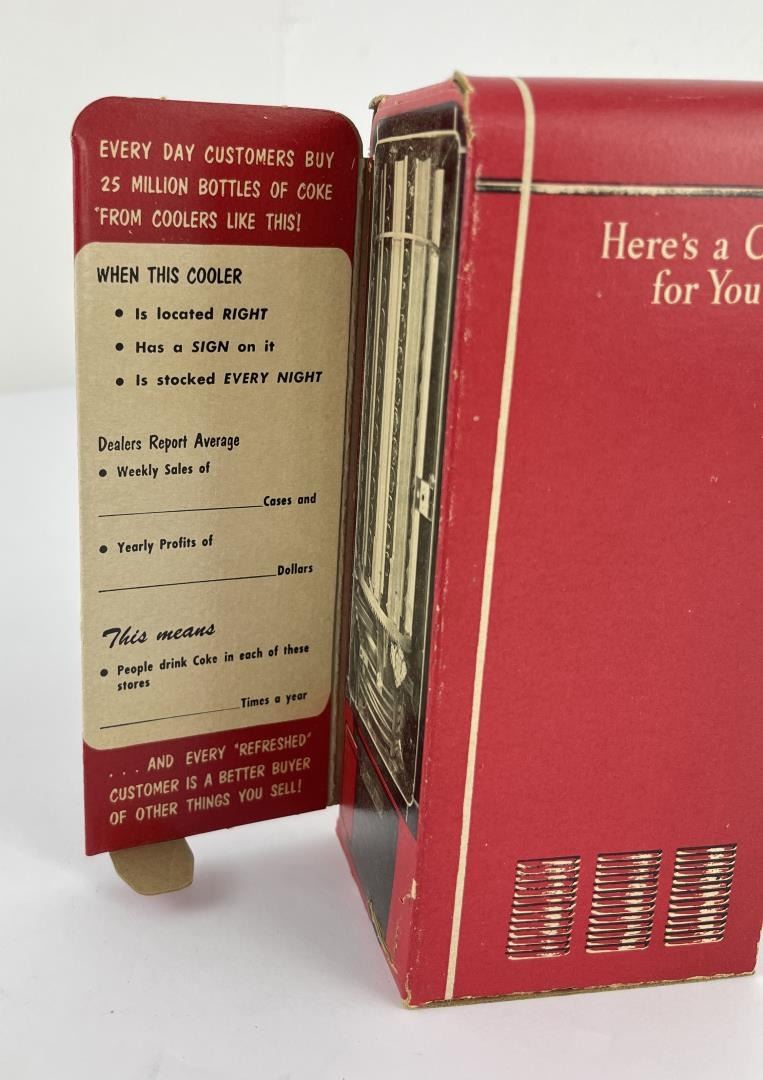 EVERY DAY CUSTOMERS BUY
25 MILLION BOTTLES OF COKE
FROM COOLERS LIKE THIS!
WHEN THIS COOLER
• Is located RIGHT
• Has a SIGN on it
• Is stocked EVERY NIGHT
Dealers Report Average
• Weekly Sales of
____________________Cases and
• Yearly Profits of
____________________Dollars
This means
• People drink Coke in each of these
stores
____________________Times a year
. . . AND EVERY "REFRESHED"
CUSTOMER IS A BETTER BUYER
OF OTHER THINGS YOU SELL!
Here's a C
for You